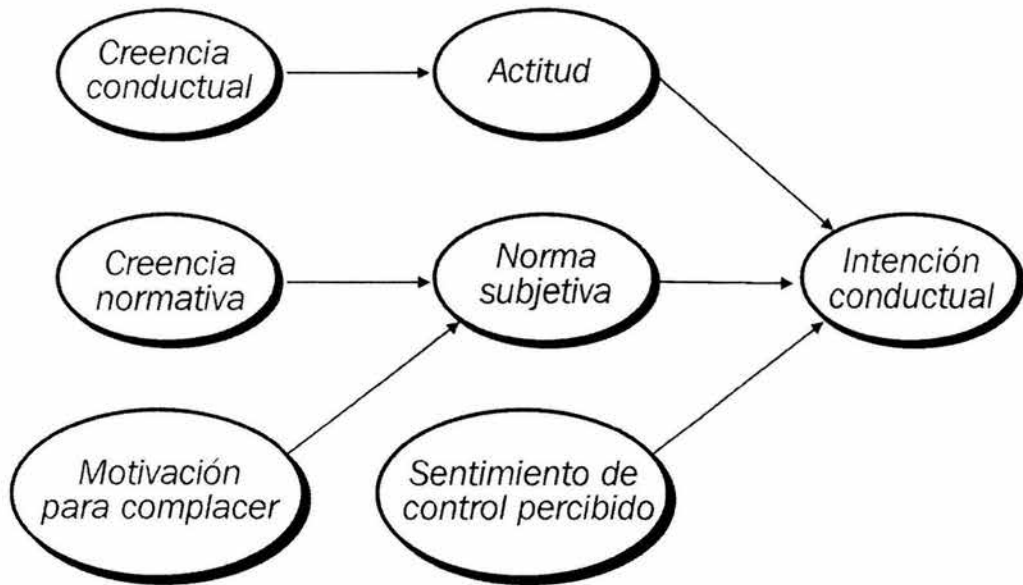 Creencia
conductual
Actitud
Creencia
normativa
Norma
subjetiva
Intención
conductual
Motivación
para complacer
Sentimiento de
control percibido